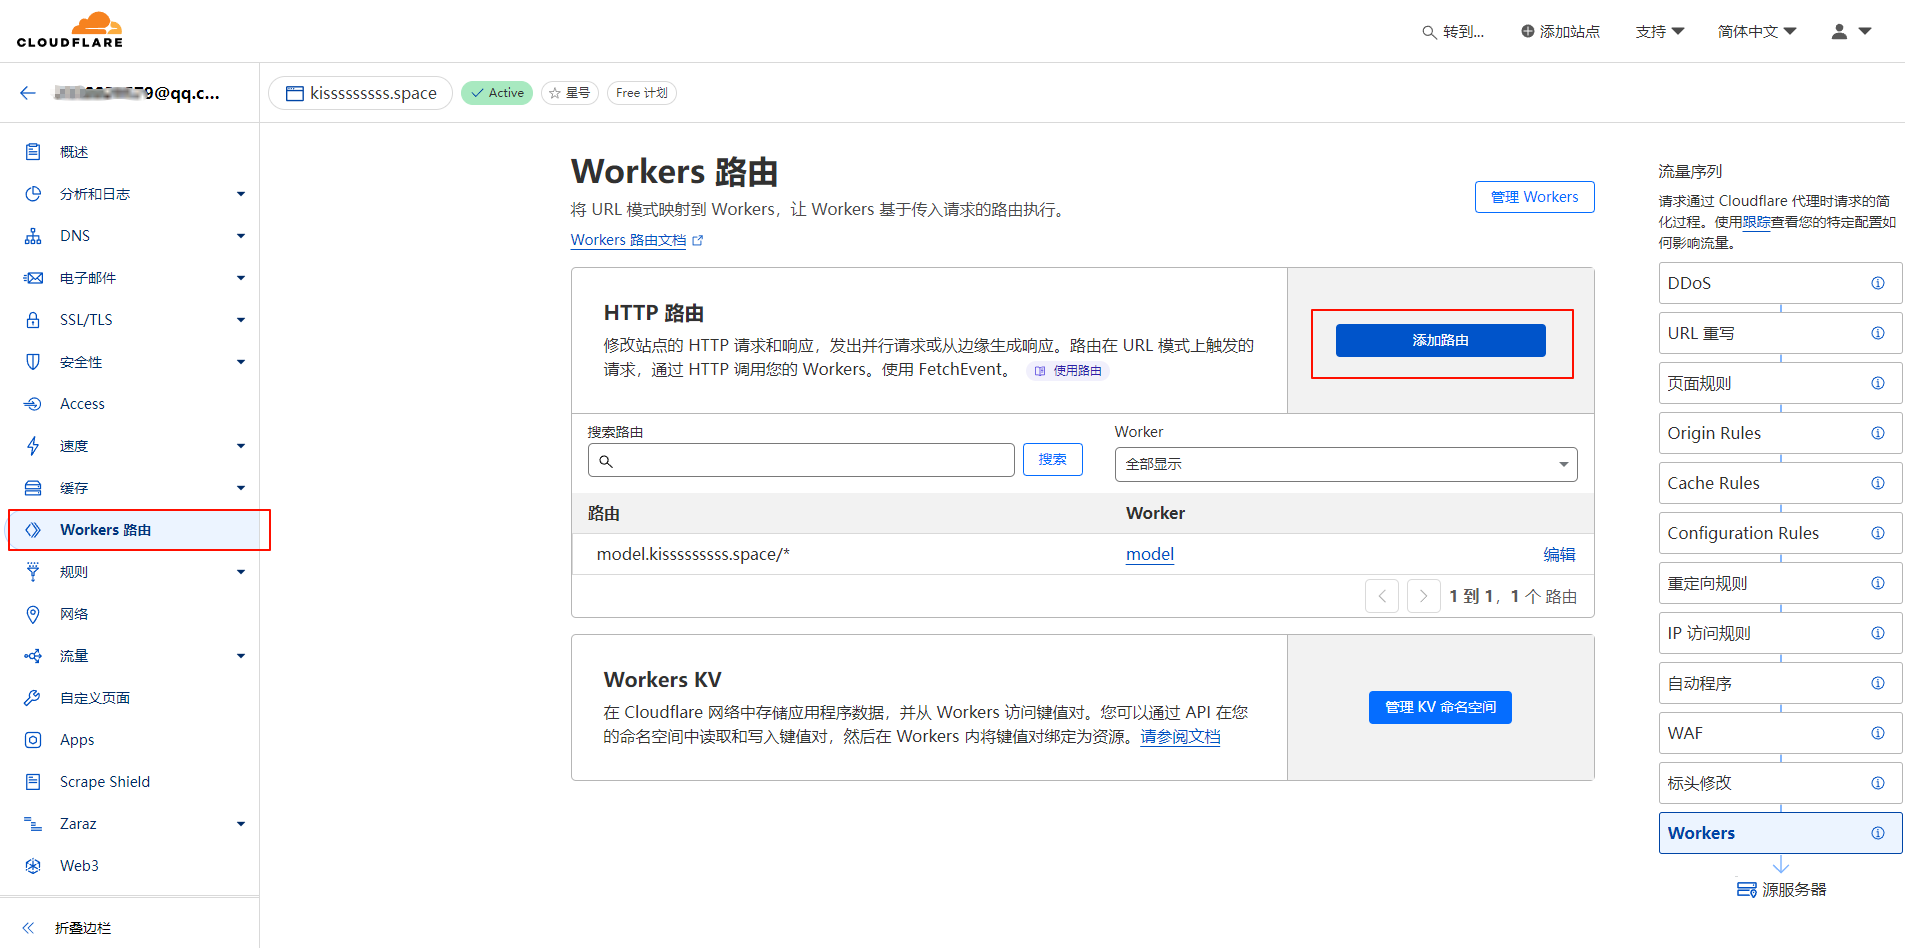 CLOUDFLARE
转到...
添加站点
支持
简体中文
9@qq.c...
kisssssssss.space
Active
星号
Free 计划
概述
分析和日志
DNS
电子邮件
SSL/TLS
安全性
Access
速度
缓存
Workers 路由
规则
网络
流量
自定义页面
Apps
Scrape Shield
Zaraz
Web3
折叠边栏
Workers 路由
将 URL 模式映射到 Workers，让 Workers 基于传入请求的路由执行。
Workers 路由文档
管理 Workers
HTTP 路由
修改站点的 HTTP 请求和响应，发出并行请求或从边缘生成响应。路由在 URL 模式上触发的
请求，通过 HTTP 调用您的 Workers。使用 FetchEvent。 使用路由
添加路由
搜索路由
搜索
Worker
全部显示
路由 Worker
model.kisssssssss.space/* model 编辑
1 到 1，1 个 路由
Workers KV
在 Cloudflare 网络中存储应用程序数据，并从 Workers 访问键值对。您可以通过 API 在您
的命名空间中读取和写入键值对，然后在 Workers 内将键值对绑定为资源。请参阅文档
管理 KV 命名空间
流量序列
请求通过 Cloudflare 代理时请求的简
化过程。使用跟踪查看您的特定配置如
何影响流量。
DDoS
URL 重写
页面规则
Origin Rules
Cache Rules
Configuration Rules
重定向规则
IP 访问规则
自动程序
WAF
标头修改
Workers
源服务器